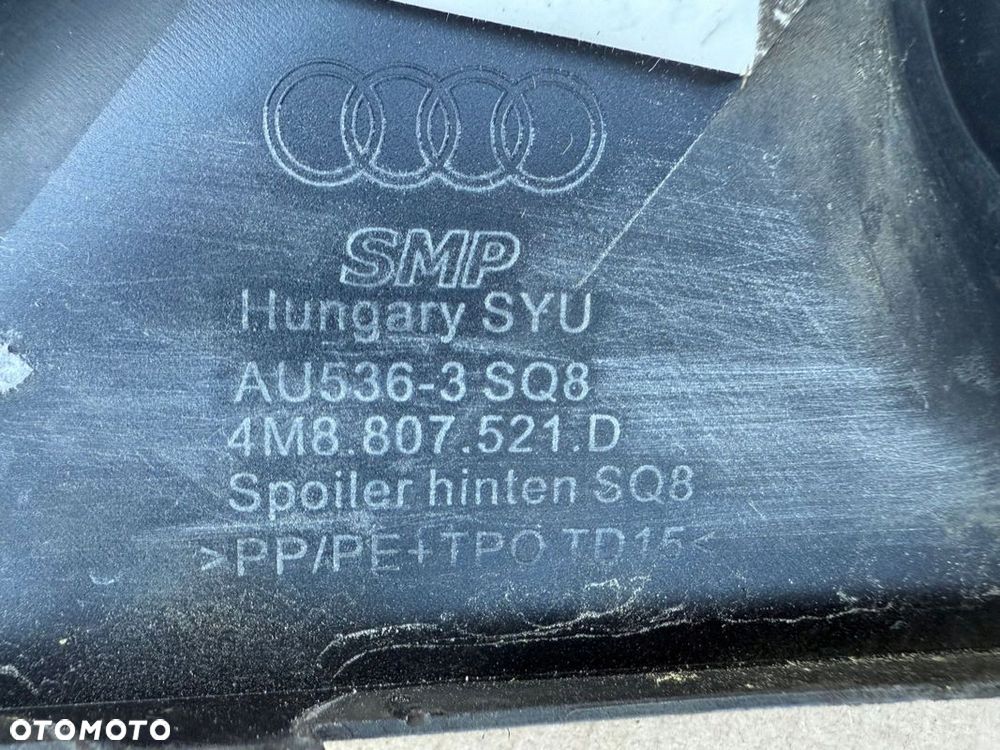 SMP
Hungary SYU
AU536-3 SQ8
4M8.807.521.D
Spoiler hinten SQ8
>PP/PE+TPO TD15<
OTOMOTO